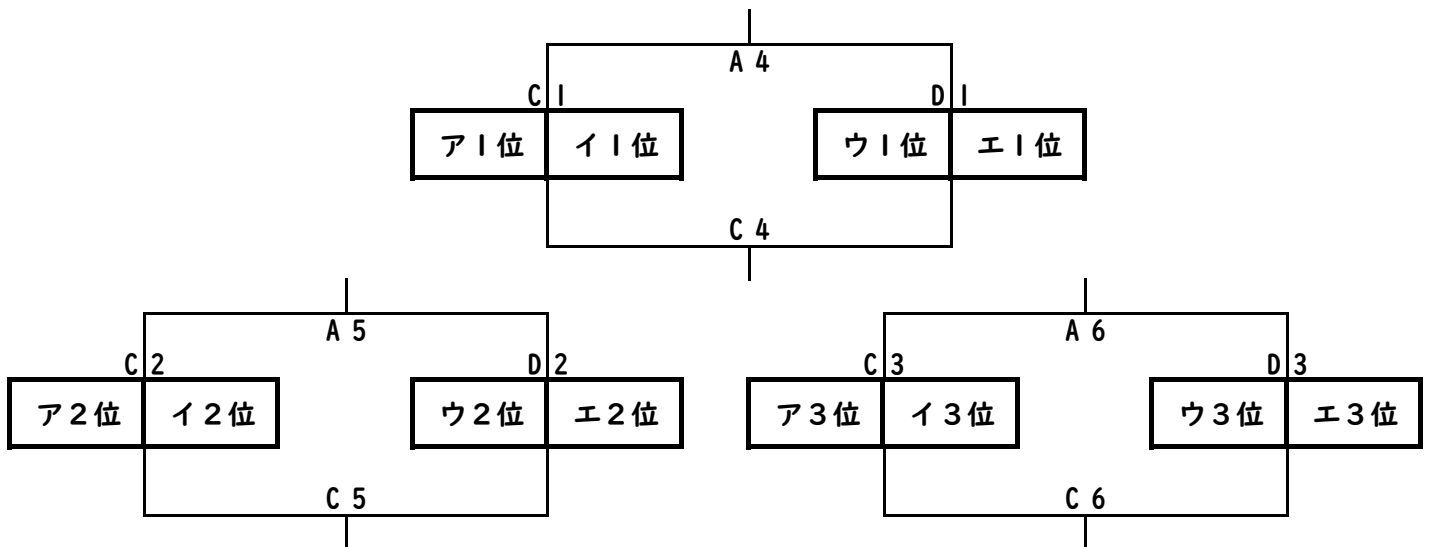 A 4
C 1 D 1
ア1位 イ1位 ウ1位 エ1位
C 4
A 5 A 6
C 2 D 2 C 3 D 3
ア2位 イ2位 ウ2位 エ2位 ア3位 イ3位 ウ3位 エ3位
C 5 C 6